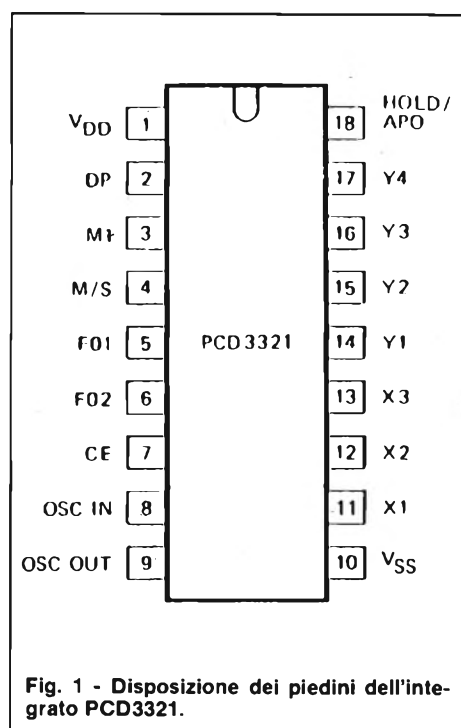 VDD 1 18 HOLD/
APO
DP 2 17 Y4
3 16 Y3
M/S 4 15 Y2
F01 5 PCD3321 14 Y1
F02 6 13 X3
CE 7 12 X2
OSC IN 8 11 X1
OSC OUT 9 10 VSS
Fig. 1 - Disposizione dei piedini dell'inte-
grato PCD3321.